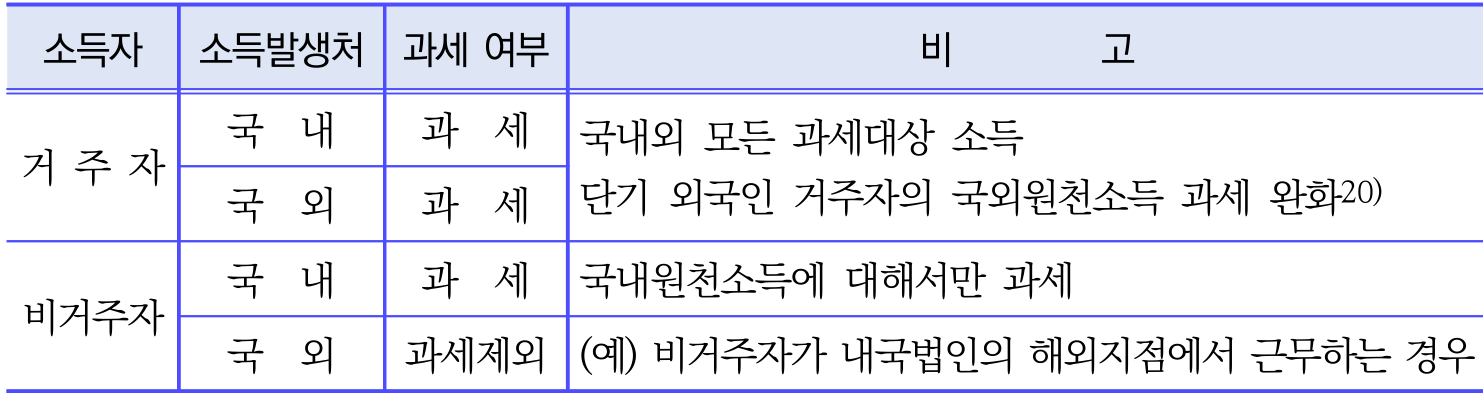 소득자 소득발생처 과세 여부 비 고
거 주 자 국 내 과 세 국내외 모든 과세대상 소득
국 외 과 세 단기 외국인 거주자의 국외원천소득 과세 완화20)
비거주자 국 내 과 세 국내원천소득에 대해서만 과세
국 외 과세제외 (예) 비거주자가 내국법인의 해외지점에서 근무하는 경우